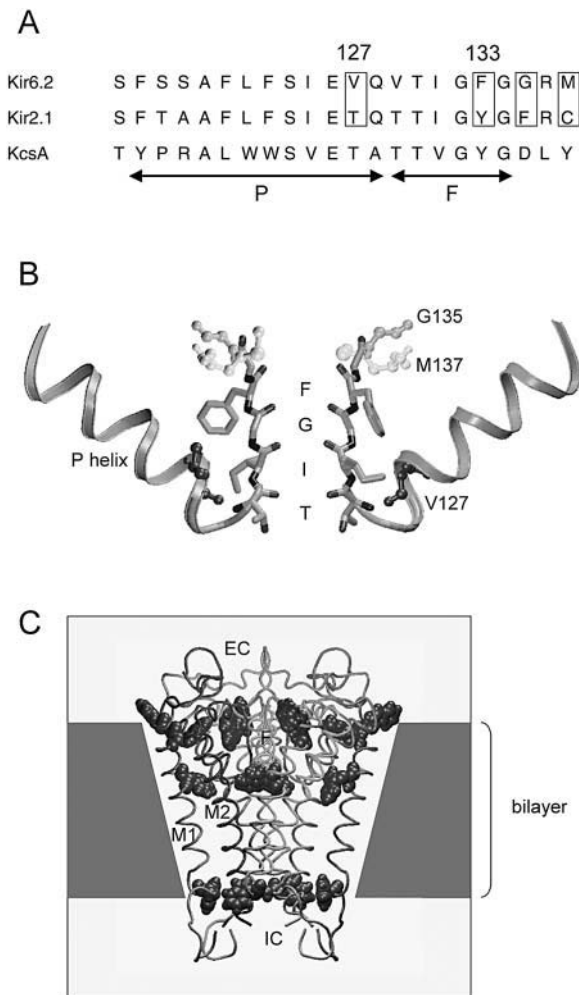 A
127 133
Kir6.2 S F S S A F L F S I E V Q V T I G F G G R M
Kir2.1 S F T A A F L F S I E T Q T T I G Y G F R C
KcsA T Y P R A L W W S V E T A T T V G Y G D L Y
P F
B
G135
M137
F
G
P helix
I
V127
T
C
EC
F
M2
M1
bilayer
IC